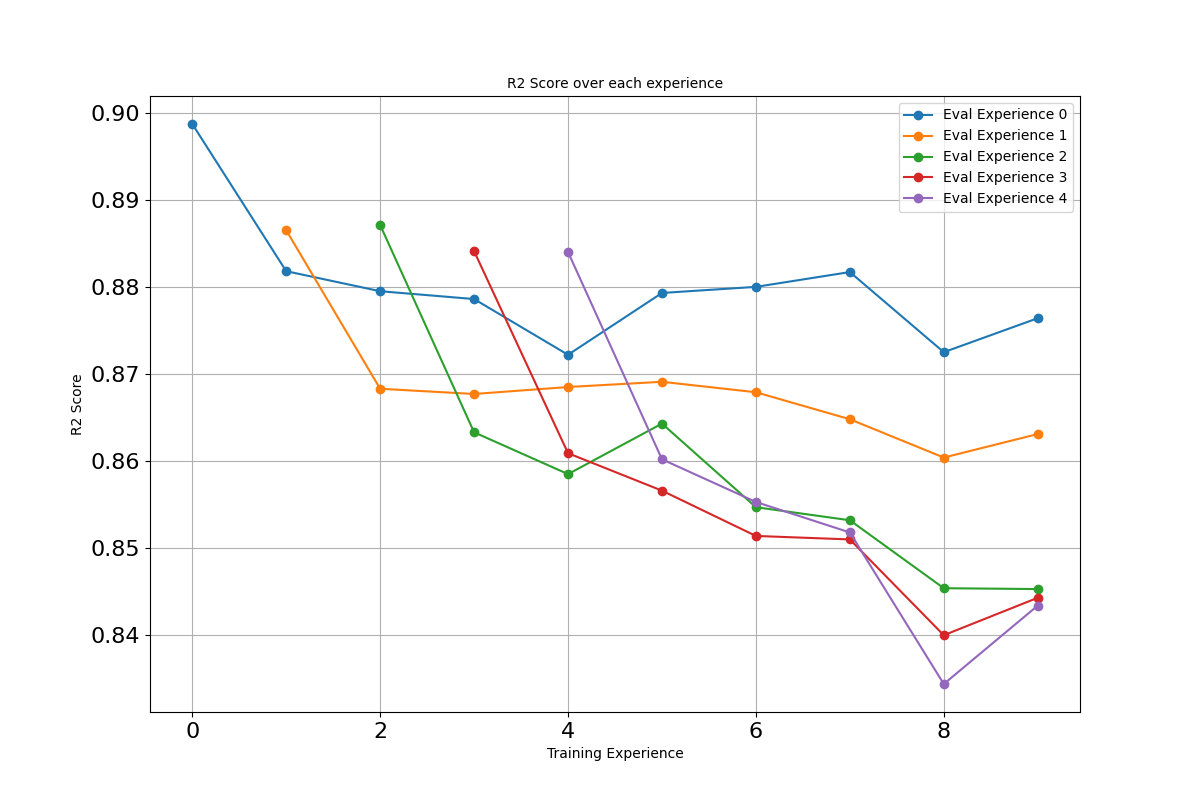 R2 Score over each experience
0.90
0.89
0.88
0.87
0.86
0.85
0.84
R2 Score
Eval Experience 0
Eval Experience 1
Eval Experience 2
Eval Experience 3
Eval Experience 4
0 2 4 6 8
Training Experience